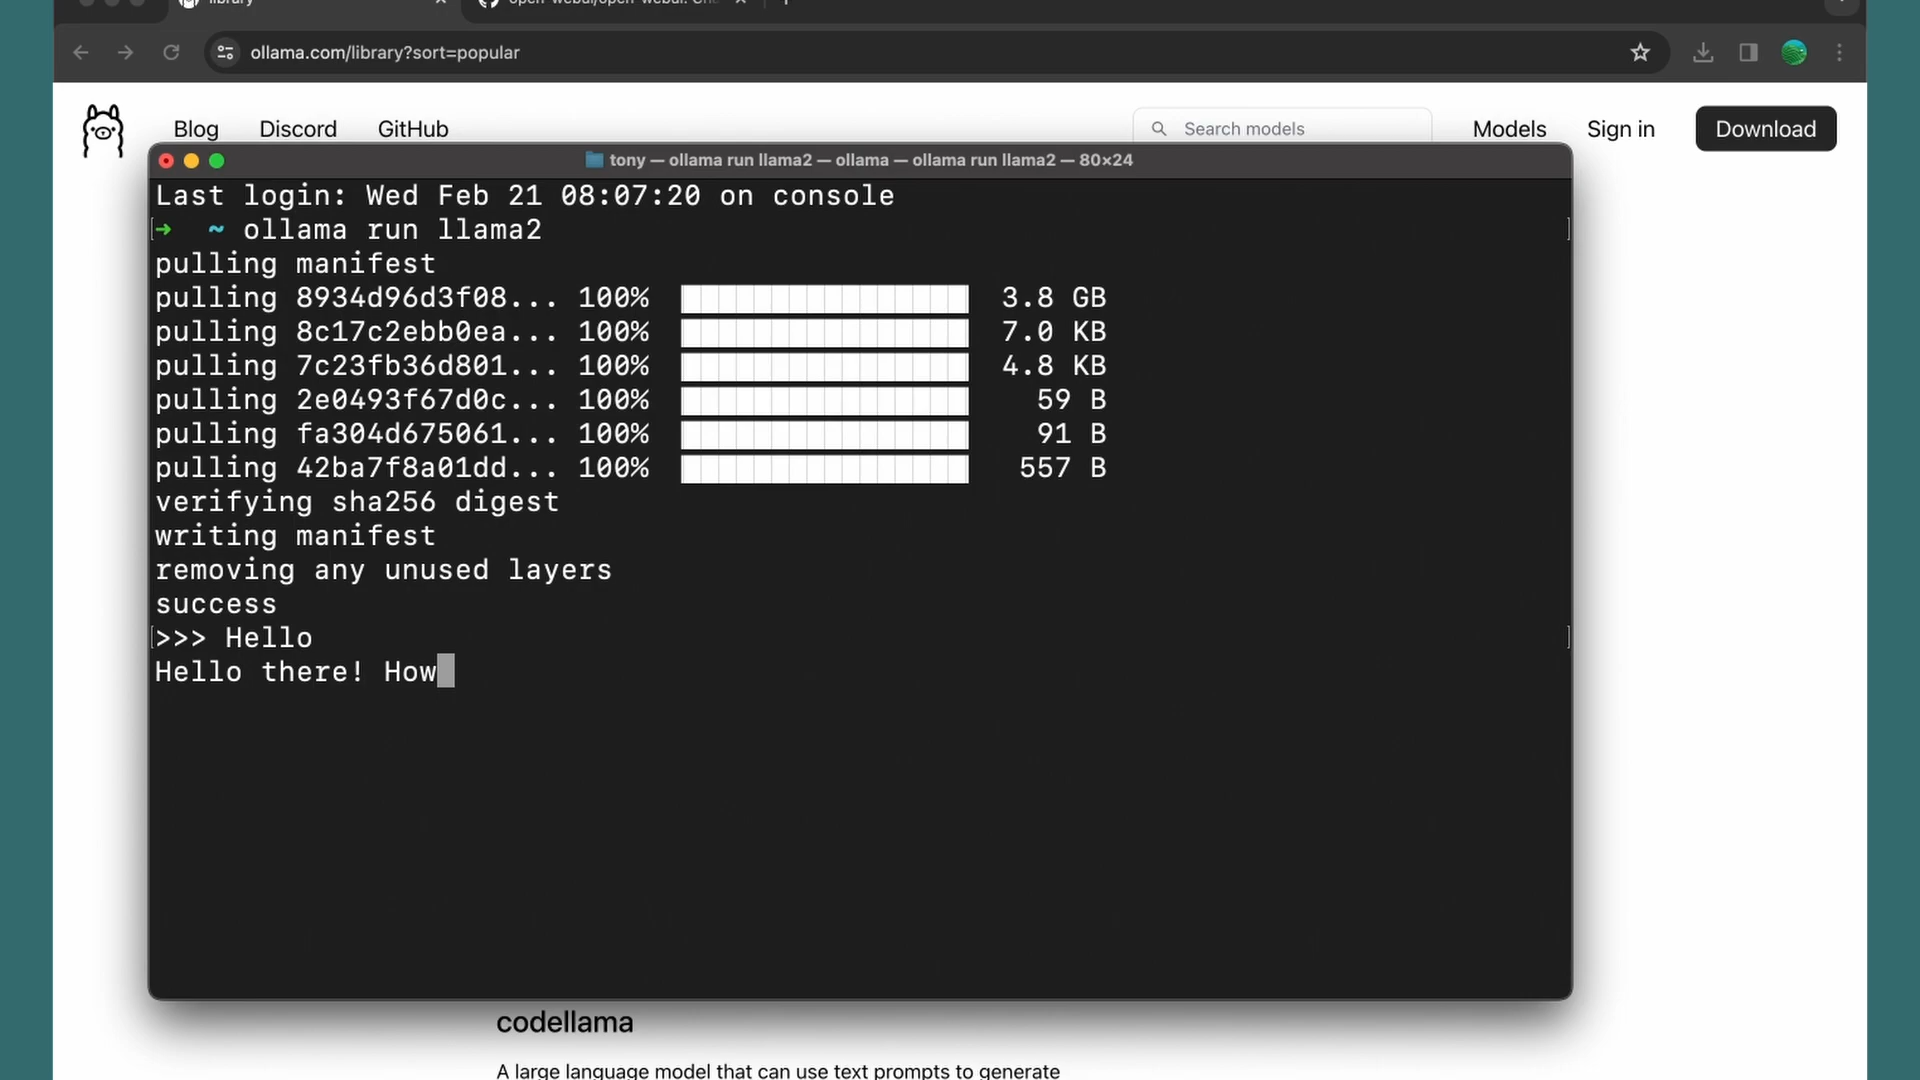 library
ollama.com/library?sort=popular
Blog
Discord
GitHub
Search models
Models
Sign in
Download
tony — ollama run llama2 — ollama — ollama run llama2 — 80×24
Last login: Wed Feb 21 08:07:20 on console
➜ ~ ollama run llama2
pulling manifest
pulling 8934d96d3f08... 100% 3.8 GB
pulling 8c17c2ebb0ea... 100% 7.0 KB
pulling 7c23fb36d801... 100% 4.8 KB
pulling 2e0493f67d0c... 100% 59 B
pulling fa304d675061... 100% 91 B
pulling 42ba7f8a01dd... 100% 557 B
verifying sha256 digest
writing manifest
removing any unused layers
success
>>> Hello
Hello there! How
codellama
A large language model that can use text prompts to generate